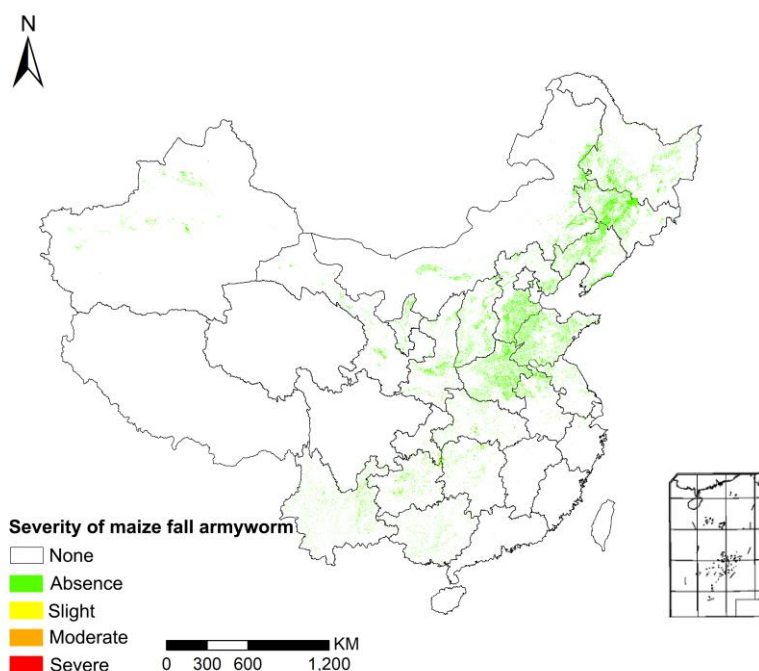 N
Severity of maize fall armyworm
None
Absence
Slight
Moderate
Severe
KM
0 300 600 1,200